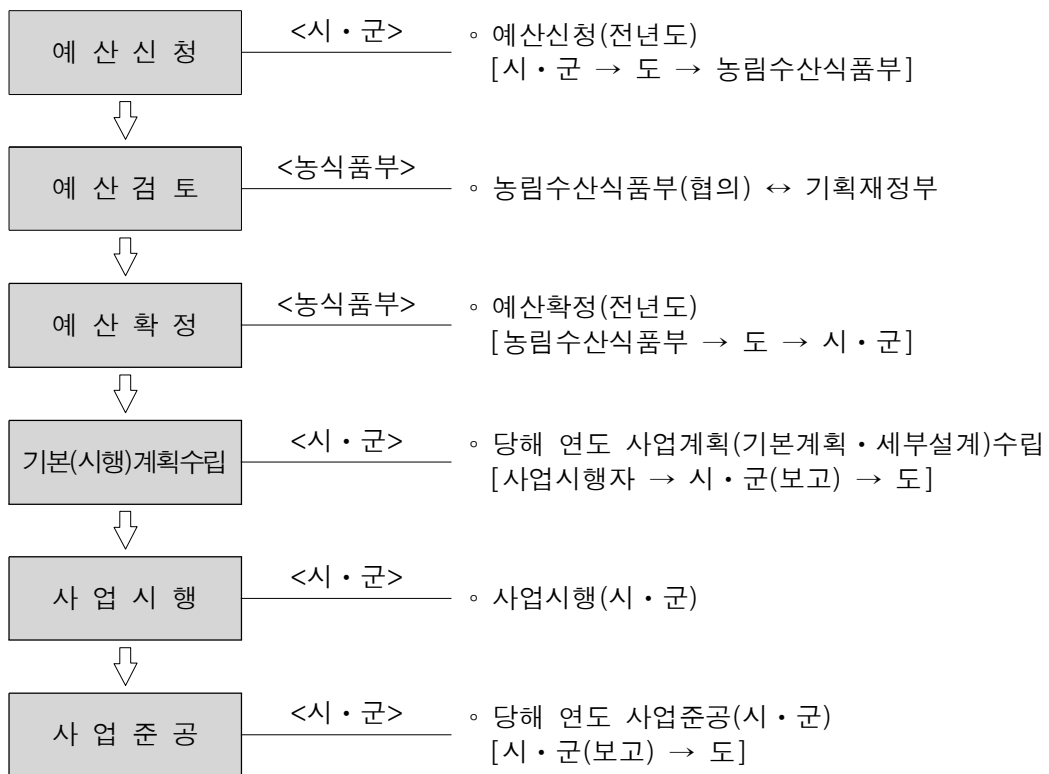 예 산 신 청
<시・군>
◦ 예산신청(전년도)
[시・군 → 도 → 농림수산식품부]
예 산 검 토
<농식품부>
◦ 농림수산식품부(협의) ↔ 기획재정부
예 산 확 정
<농식품부>
◦ 예산확정(전년도)
[농림수산식품부 → 도 → 시・군]
기본(시행)계획수립
<시・군>
◦ 당해 연도 사업계획(기본계획・세부설계)수립
[사업시행자 → 시・군(보고) → 도]
사 업 시 행
<시・군>
◦ 사업시행(시・군)
사 업 준 공
<시・군>
◦ 당해 연도 사업준공(시・군)
[시・군(보고) → 도]